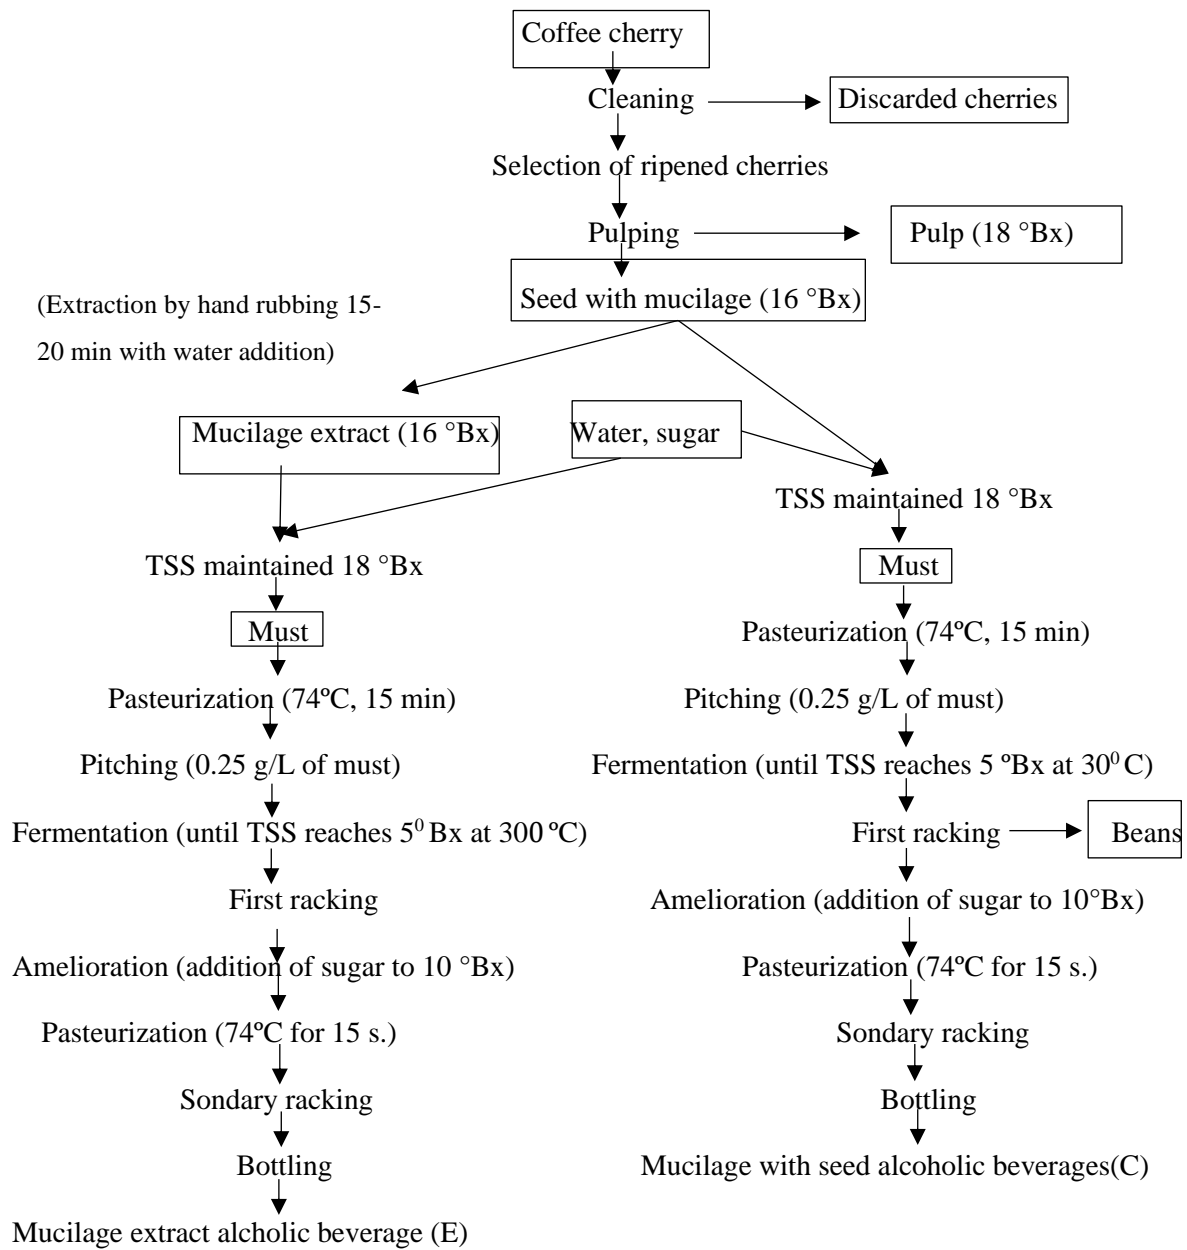 Coffee cherry
Cleaning
Discarded cherries
Selection of ripened cherries
Pulping
Pulp (18 °Bx)
Seed with mucilage (16 °Bx)
(Extraction by hand rubbing 15-
20 min with water addition)
Mucilage extract (16 °Bx)
Water, sugar
TSS maintained 18 °Bx
Must
Pasteurization (74ºC, 15 min)
Pitching (0.25 g/L of must)
Fermentation (until TSS reaches 5⁰ Bx at 300 ºC)
First racking
Amelioration (addition of sugar to 10 °Bx)
Pasteurization (74ºC for 15 s.)
Sondary racking
Bottling
Mucilage extract alcholic beverage (E)
TSS maintained 18 °Bx
Must
Pasteurization (74ºC, 15 min)
Pitching (0.25 g/L of must)
Fermentation (until TSS reaches 5 ºBx at 30⁰ C)
First racking
Beans
Amelioration (addition of sugar to 10°Bx)
Pasteurization (74ºC for 15 s.)
Sondary racking
Bottling
Mucilage with seed alcoholic beverages(C)